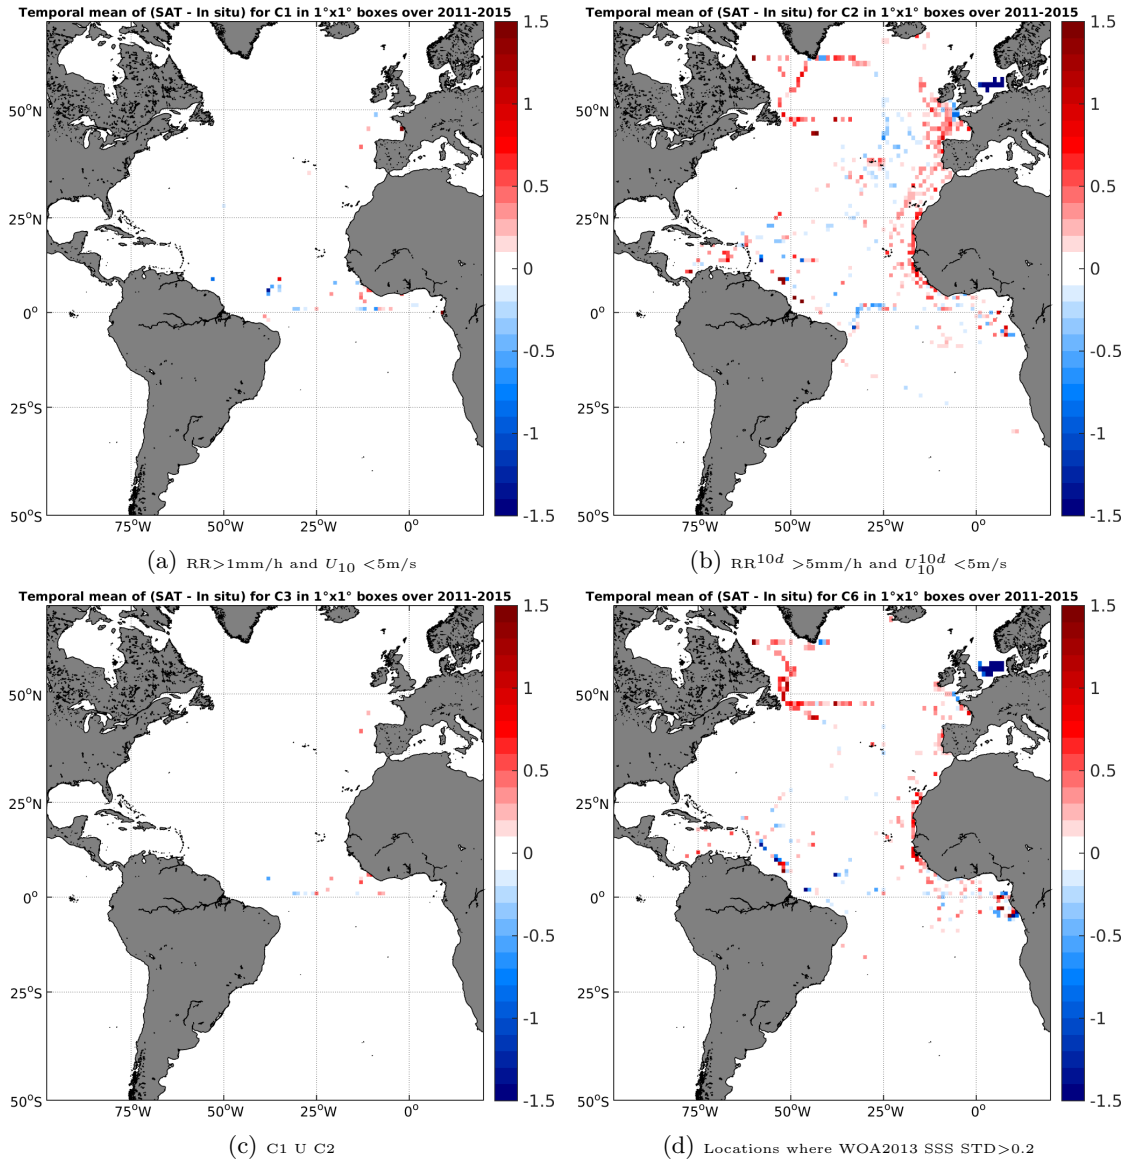 Temporal mean of (SAT - In situ) for C1 in 1°x1° boxes over 2011-2015
50°N
25°N
0°
25°S
50°S
75°W
50°W
25°W
0°
1.5
1
0.5
0
-0.5
-1
-1.5
(a) RR>1mm/h and U10 <5m/s
Temporal mean of (SAT - In situ) for C2 in 1°x1° boxes over 2011-2015
50°N
25°N
0°
25°S
50°S
75°W
50°W
25°W
0°
1.5
1
0.5
0
-0.5
-1
-1.5
(b) RR10d >5mm/h and U10d10 <5m/s
Temporal mean of (SAT - In situ) for C3 in 1°x1° boxes over 2011-2015
50°N
25°N
0°
25°S
50°S
75°W
50°W
25°W
0°
1.5
1
0.5
0
-0.5
-1
-1.5
(c) C1 U C2
Temporal mean of (SAT - In situ) for C6 in 1°x1° boxes over 2011-2015
50°N
25°N
0°
25°S
50°S
75°W
50°W
25°W
0°
1.5
1
0.5
0
-0.5
-1
-1.5
(d) Locations where WOA2013 SSS STD>0.2